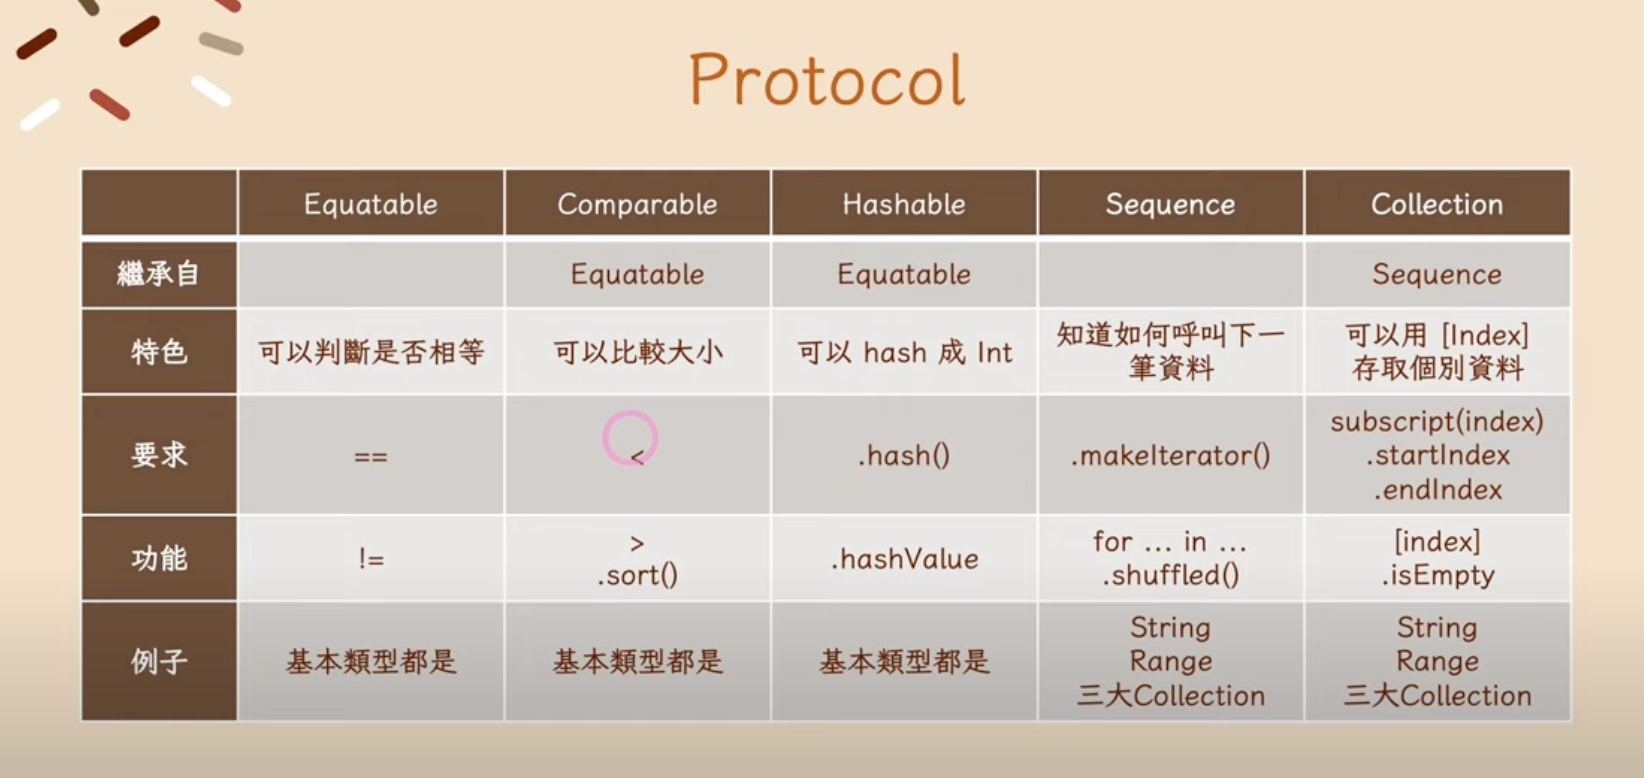 Protocol
Equatable Comparable Hashable Sequence Collection
繼承自 Equatable Equatable Sequence
特色 可以判斷是否相等 可以比較大小 可以 hash 成 Int 知道如何呼叫下一 可以用 [Index]
筆資料 存取個別資料
要求 == < .hash() .makeIterator() subscript(index)
.startIndex
.endIndex
功能 != > .hashValue for ... in ... [index]
.sort() .shuffled() .isEmpty
例子 基本類型都是 基本類型都是 基本類型都是 String String
Range Range
三大Collection 三大Collection